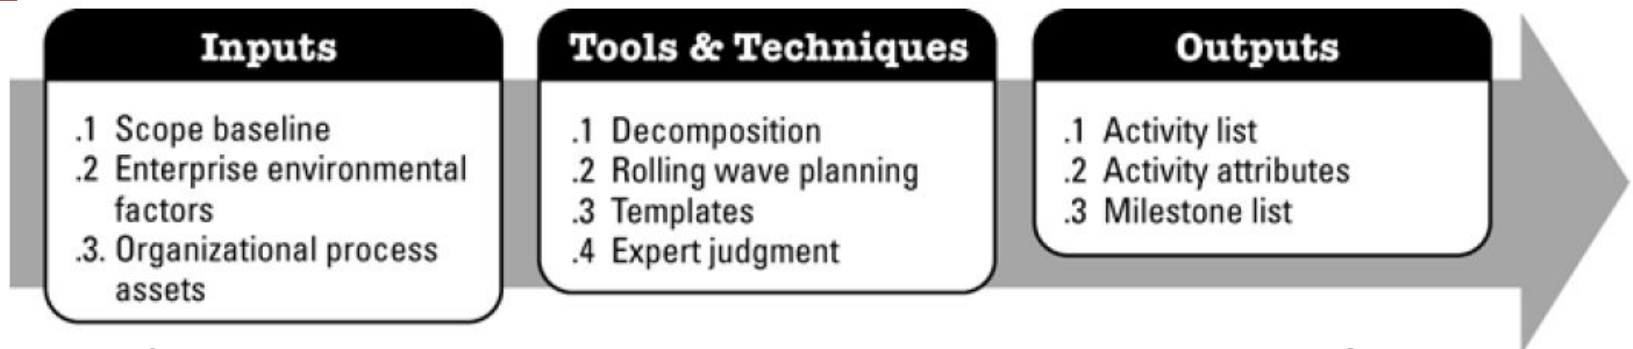 Inputs
.1 Scope baseline
.2 Enterprise environmental
factors
.3. Organizational process
assets
Tools & Techniques
.1 Decomposition
.2 Rolling wave planning
.3 Templates
.4 Expert judgment
Outputs
.1 Activity list
.2 Activity attributes
.3 Milestone list